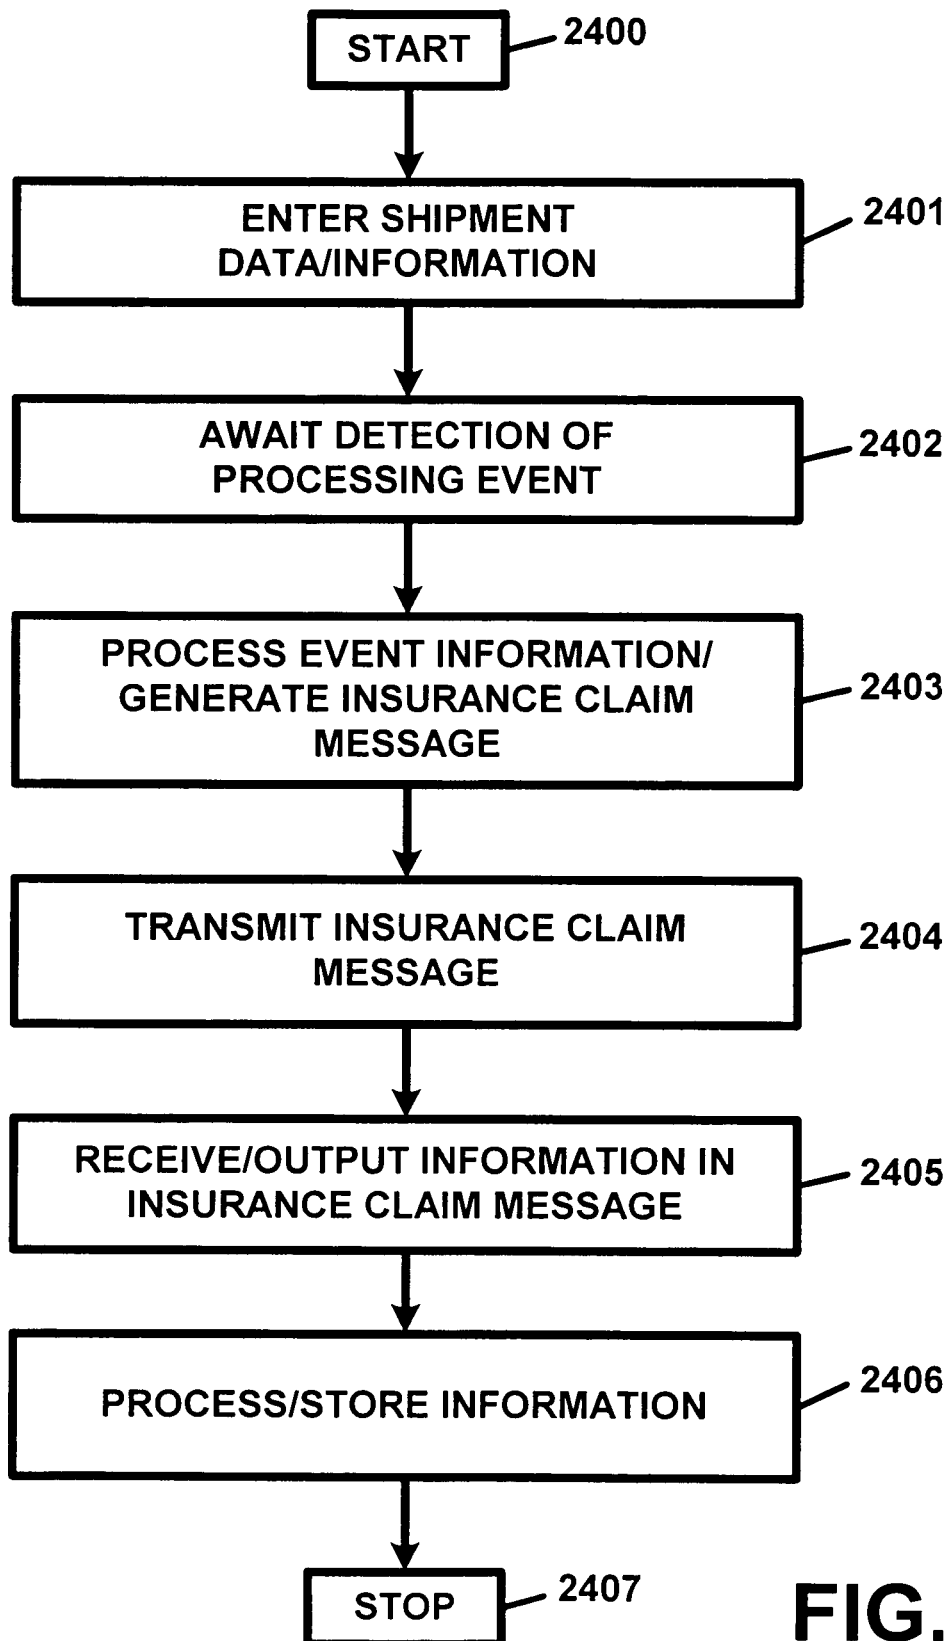 START
2400
ENTER SHIPMENT
DATA/INFORMATION
2401
AWAIT DETECTION OF
PROCESSING EVENT
2402
PROCESS EVENT INFORMATION/
GENERATE INSURANCE CLAIM
MESSAGE
2403
TRANSMIT INSURANCE CLAIM
MESSAGE
2404
RECEIVE/OUTPUT INFORMATION IN
INSURANCE CLAIM MESSAGE
2405
PROCESS/STORE INFORMATION
2406
STOP
2407
FIG.